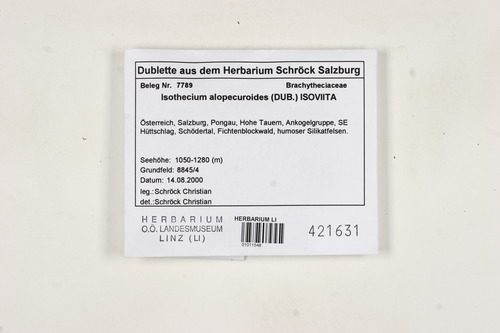 Dublette aus dem Herbarium Schröck Salzburg
Beleg Nr. 7789 Brachytheciaceae
Isothecium alopecuroides (DUB.) ISOVIITA
Österreich, Salzburg, Pongau, Hohe Tauern, Ankogelgruppe, SE
Hüttschlag, Schödertal, Fichtenblockwald, humoser Silikatfelsen.
Seehöhe: 1050-1280 (m)
Grundfeld: 8845/4
Datum: 14.08.2000
leg.:Schröck Christian
det.:Schröck Christian
HERBARIUM
O.Ö. LANDESMUSEUM
LINZ (LI)
HERBARIUM LI
01011548
421631